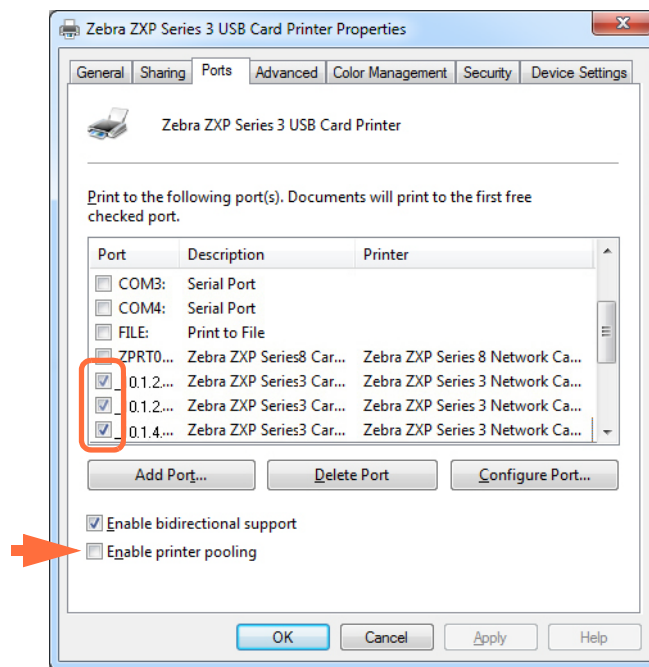 Zebra ZXP Series 3 USB Card Printer Properties
General Sharing Ports Advanced Color Management Security Device Settings
Zebra ZXP Series 3 USB Card Printer
Print to the following port(s). Documents will print to the first free
checked port.
Port Description Printer
COM3: Serial Port
COM4: Serial Port
FILE: Print to File
ZPRT0... Zebra ZXP Series8 Car... Zebra ZXP Series 8 Network Ca...
_ 0.1.2.... Zebra ZXP Series3 Car... Zebra ZXP Series 3 Network Ca...
_ 0.1.2.... Zebra ZXP Series3 Car... Zebra ZXP Series 3 Network Ca...
_ 0.1.4.... Zebra ZXP Series3 Car... Zebra ZXP Series 3 Network Ca...
Add Port... Delete Port Configure Port...
Enable bidirectional support
Enable printer pooling
OK Cancel Apply Help